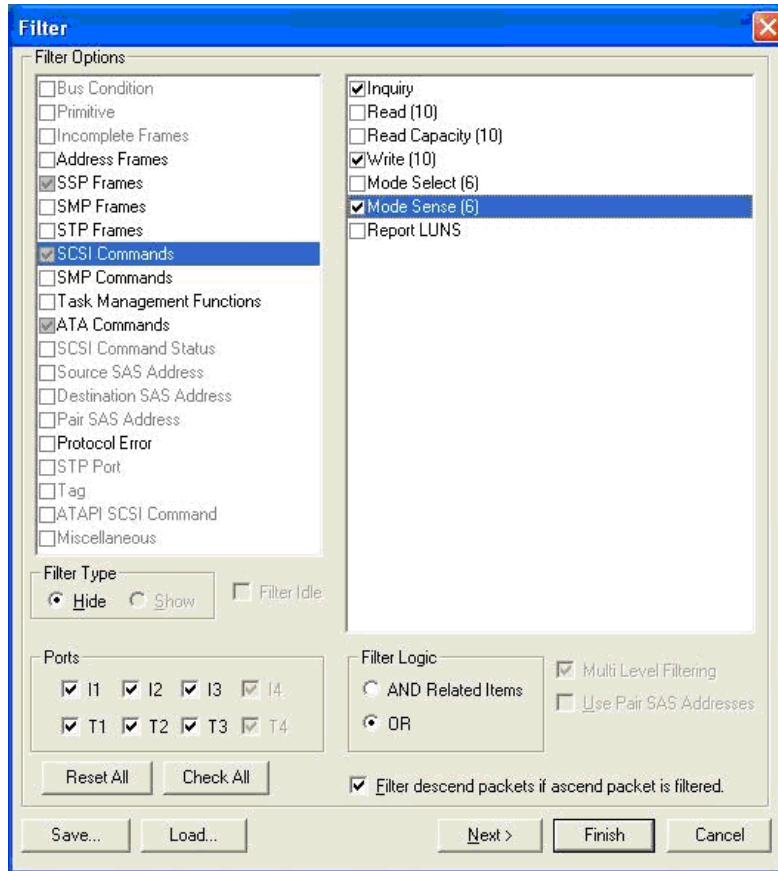 Filter
Filter Options
Bus Condition
Primitive
Incomplete Frames
Address Frames
SSP Frames
SMP Frames
STP Frames
SCSI Commands
SMP Commands
Task Management Functions
ATA Commands
SCSI Command Status
Source SAS Address
Destination SAS Address
Pair SAS Address
Protocol Error
STP Port
Tag
ATAPI SCSI Command
Miscellaneous
Inquiry
Read (10)
Read Capacity (10)
Write (10)
Mode Select (6)
Mode Sense (6)
Report LUNS
Filter Type
Hide Show
Filter Idle
Ports
I1 I2 I3 I4
T1 T2 T3 T4
Filter Logic
AND Related Items
OR
Multi Level Filtering
Use Pair SAS Addresses
Reset All Check All
Filter descend packets if ascend packet is filtered.
Save... Load... Next > Finish Cancel